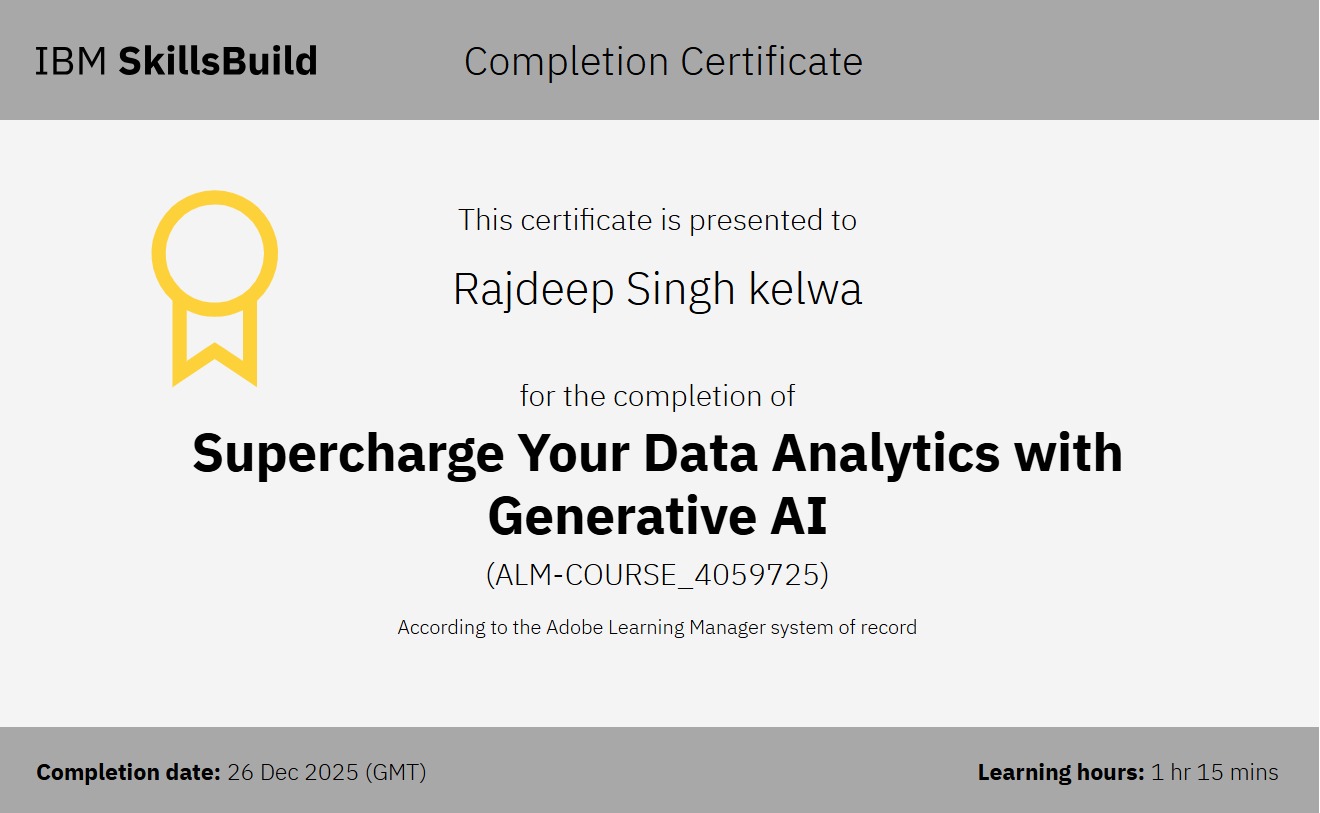 IBM SkillsBuild
Completion Certificate
This certificate is presented to
Rajdeep Singh kelwa
for the completion of
Supercharge Your Data Analytics with
Generative AI
(ALM-COURSE_4059725)
According to the Adobe Learning Manager system of record
Completion date: 26 Dec 2025 (GMT)
Learning hours: 1 hr 15 mins